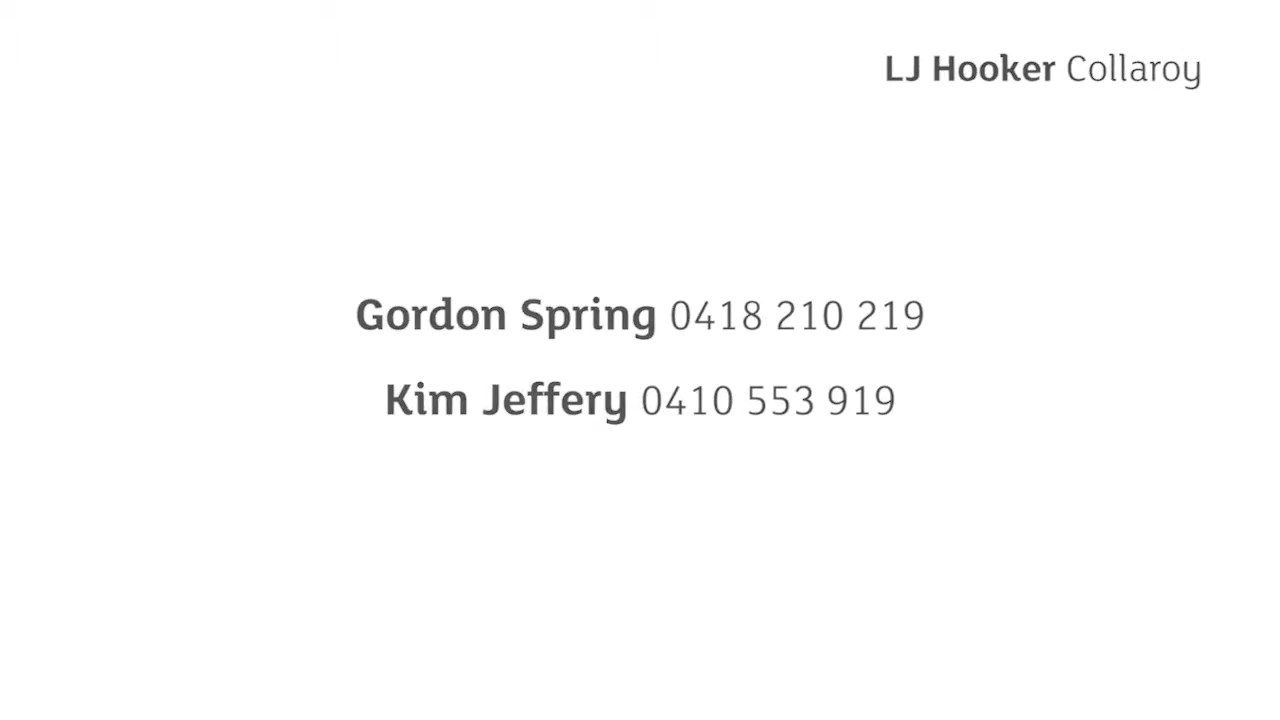 LJ Hooker Collaroy
Gordon Spring 0418 210 219
Kim Jeffery 0410 553 919